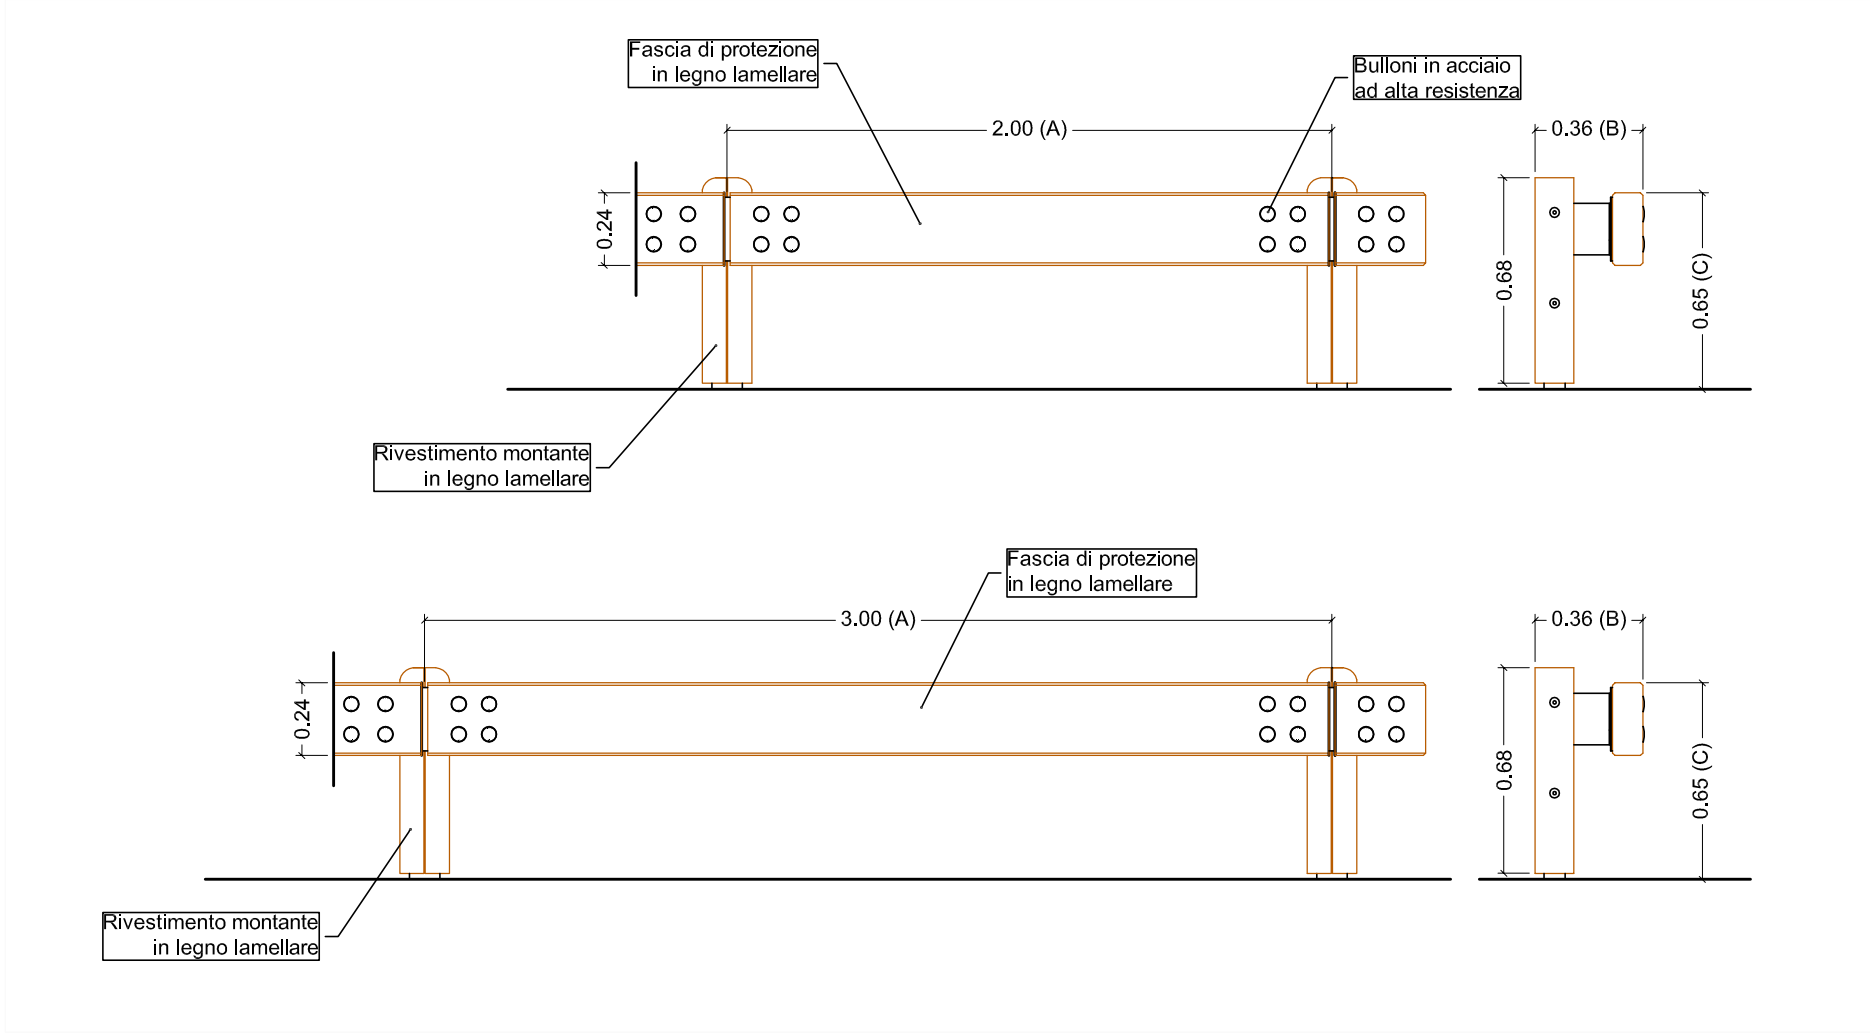 Fascia di protezione
in legno lamellare
Bulloni in acciaio
ad alta resistenza
2.00 (A)
0.36 (B)
0.24
0.68
0.65 (C)
Rivestimento montante
in legno lamellare
Fascia di protezione
in legno lamellare
3.00 (A)
0.36 (B)
0.24
0.68
0.65 (C)
Rivestimento montante
in legno lamellare